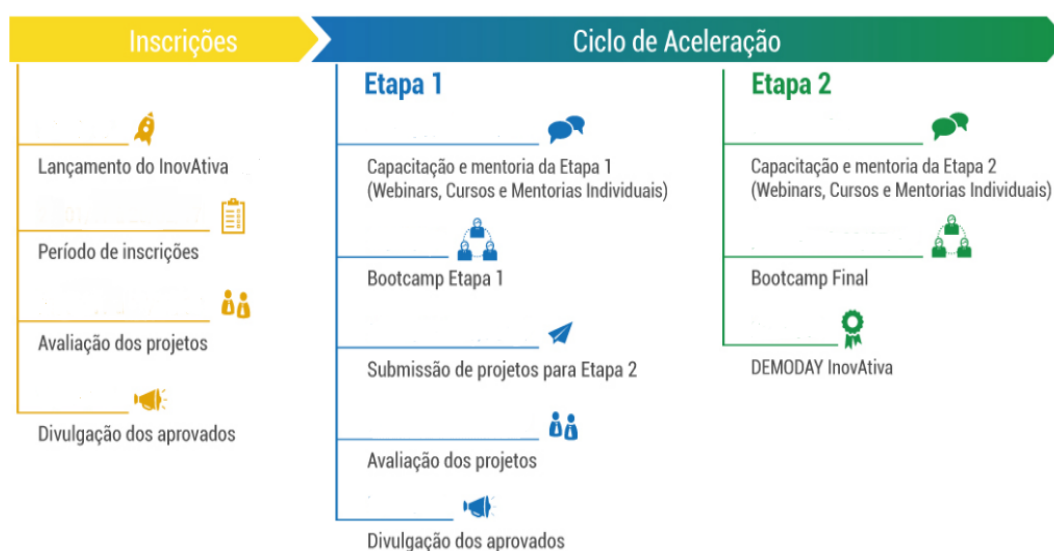 Inscrições
Ciclo de Aceleração
Lançamento do InovAtiva
Período de inscrições
Avaliação dos projetos
Divulgação dos aprovados
Etapa 1
Capacitação e mentoria da Etapa 1
(Webinars, Cursos e Mentorias Individuais)
Bootcamp Etapa 1
Submissão de projetos para Etapa 2
Avaliação dos projetos
Divulgação dos aprovados
Etapa 2
Capacitação e mentoria da Etapa 2
(Webinars, Cursos e Mentorias Individuais)
Bootcamp Final
DEMODAY InovAtiva